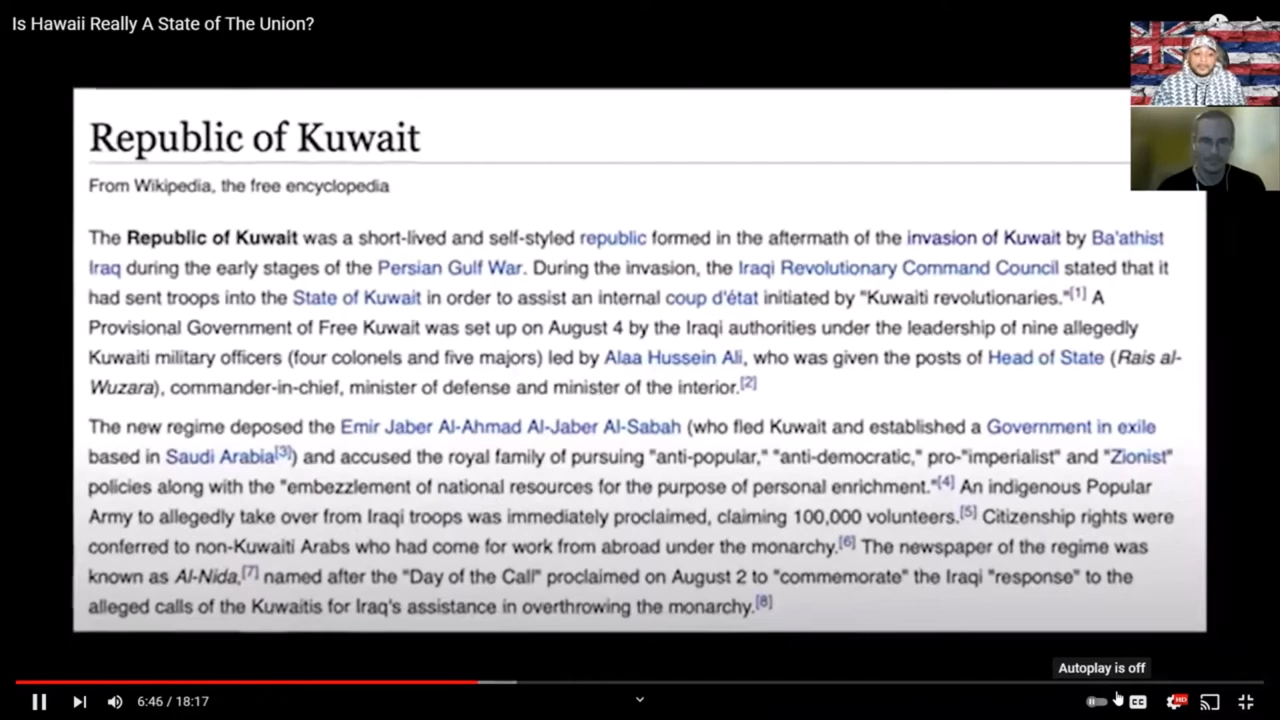 Is Hawaii Really A State of The Union?
Republic of Kuwait
From Wikipedia, the free encyclopedia
The Republic of Kuwait was a short-lived and self-styled republic formed in the aftermath of the invasion of Kuwait by Ba'athist
Iraq during the early stages of the Persian Gulf War. During the invasion, the Iraqi Revolutionary Command Council stated that it
had sent troops into the State of Kuwait in order to assist an internal coup d'état initiated by "Kuwaiti revolutionaries."[1] A
Provisional Government of Free Kuwait was set up on August 4 by the Iraqi authorities under the leadership of nine allegedly
Kuwaiti military officers (four colonels and five majors) led by Alaa Hussein Ali, who was given the posts of Head of State (Rais al-
Wuzara), commander-in-chief, minister of defense and minister of the interior.[2]
The new regime deposed the Emir Jaber Al-Ahmad Al-Jaber Al-Sabah (who fled Kuwait and established a Government in exile
based in Saudi Arabia[3]) and accused the royal family of pursuing "anti-popular," "anti-democratic," pro-"imperialist" and "Zionist"
policies along with the "embezzlement of national resources for the purpose of personal enrichment."[4] An indigenous Popular
Army to allegedly take over from Iraqi troops was immediately proclaimed, claiming 100,000 volunteers.[5] Citizenship rights were
conferred to non-Kuwaiti Arabs who had come for work from abroad under the monarchy.[6] The newspaper of the regime was
known as Al-Nida,[7] named after the "Day of the Call" proclaimed on August 2 to "commemorate" the Iraqi "response" to the
alleged calls of the Kuwaitis for Iraq's assistance in overthrowing the monarchy.[8]
Autoplay is off
6:46 / 18:17
CC
HD